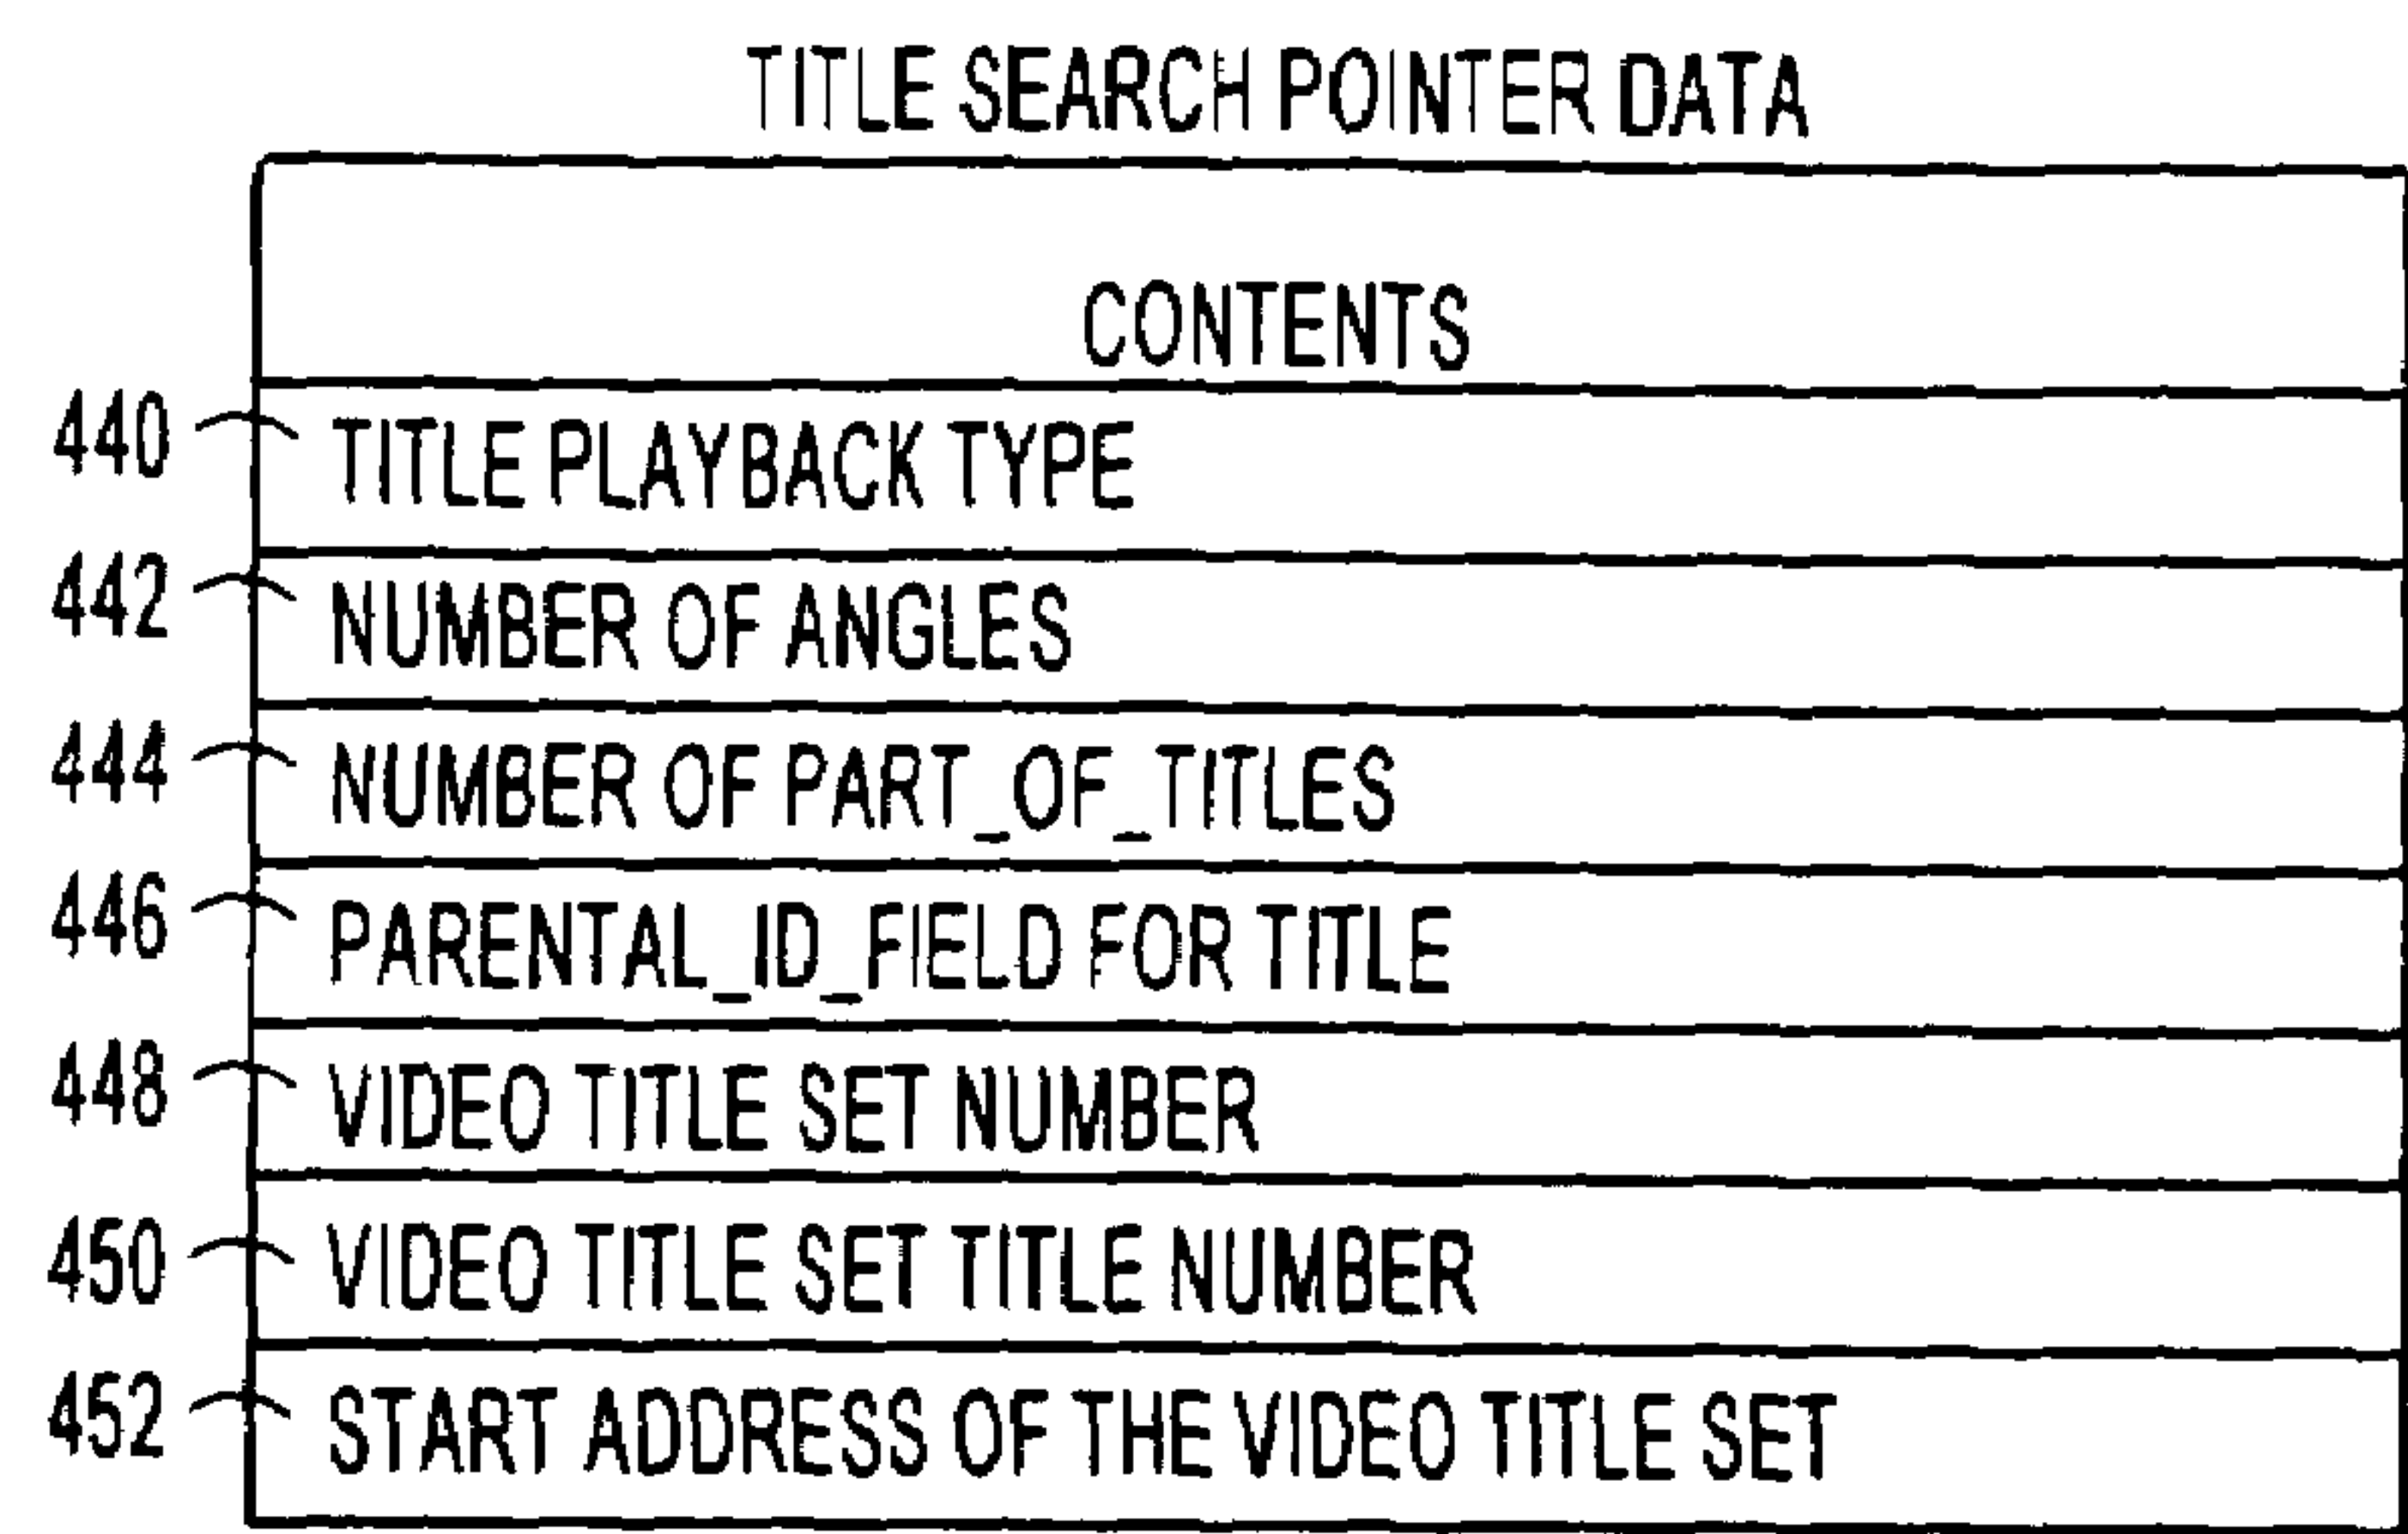 TITLE SEARCH POINTER DATA
CONTENTS
440 TITLE PLAYBACK TYPE
442 NUMBER OF ANGLES
444 NUMBER OF PART_OF_TITLES
446 PARENTAL_ID_FIELD FOR TITLE
448 VIDEO TITLE SET NUMBER
450 VIDEO TITLE SET TITLE NUMBER
452 START ADDRESS OF THE VIDEO TITLE SET